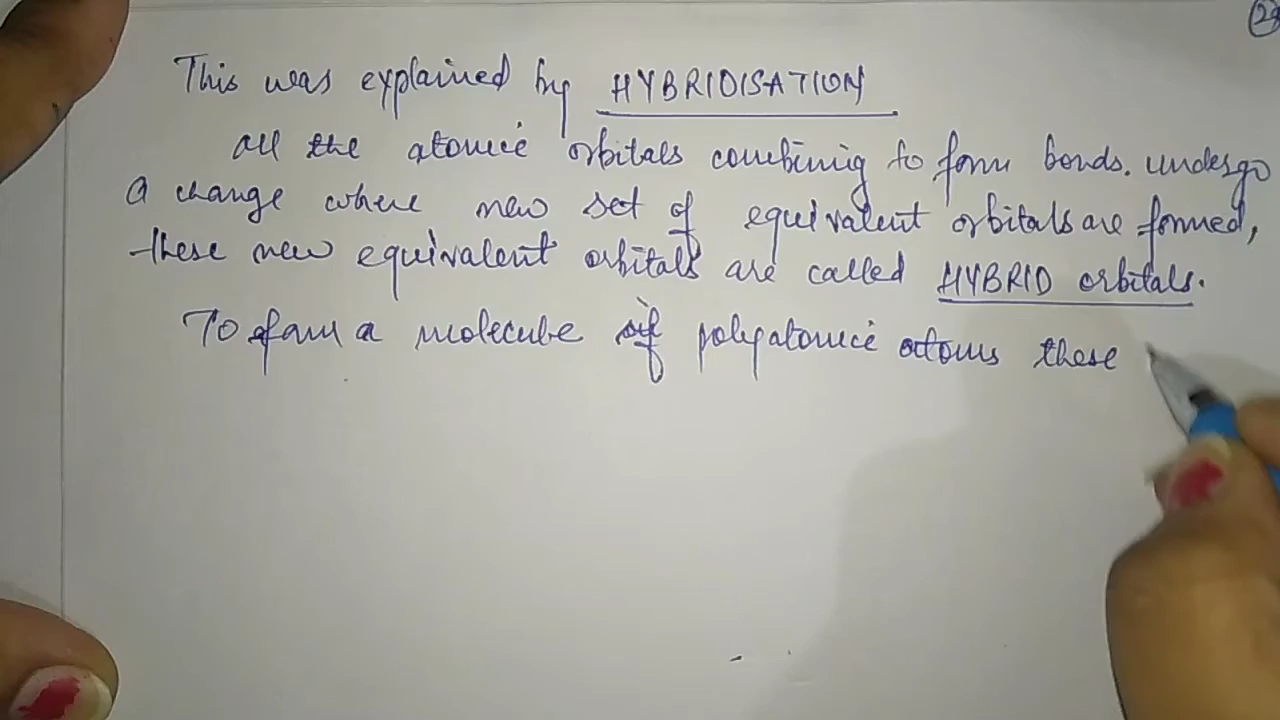 This was explained by HYBRIDISATION
all the atomic orbitals combining to form bonds. undergo
a change where new set of equivalent orbitals are formed,
these new equivalent orbitals are called HYBRID orbitals.
To form a molecule of polyatomic atoms these